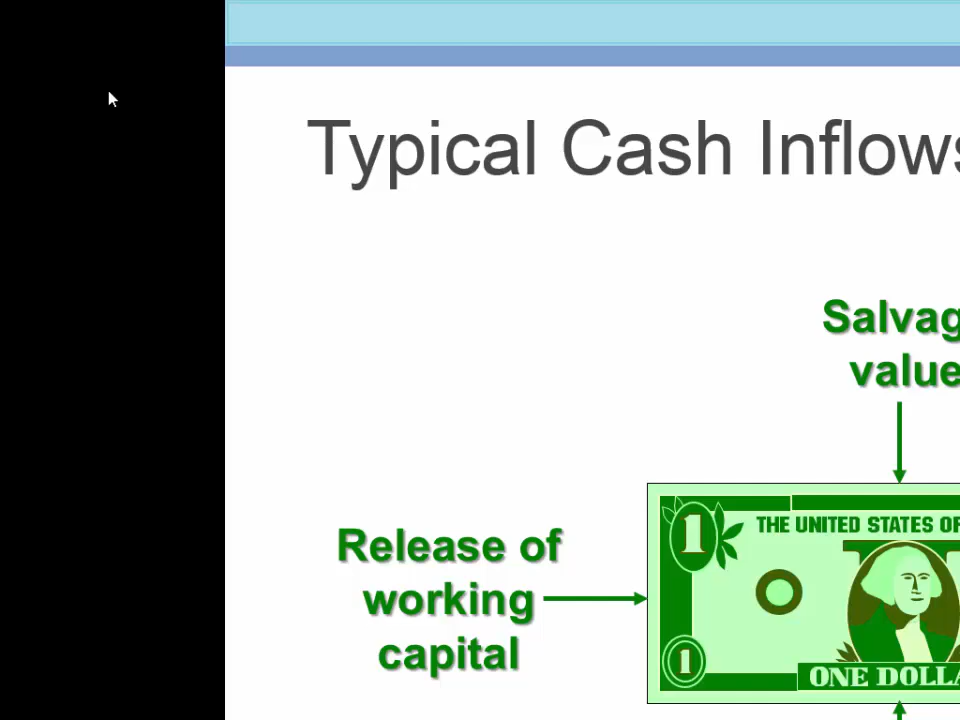 Typical Cash Inflows
Salvag
value
Release of
working
capital
1
THE UNITED STATES OF
1
ONE DOLLA